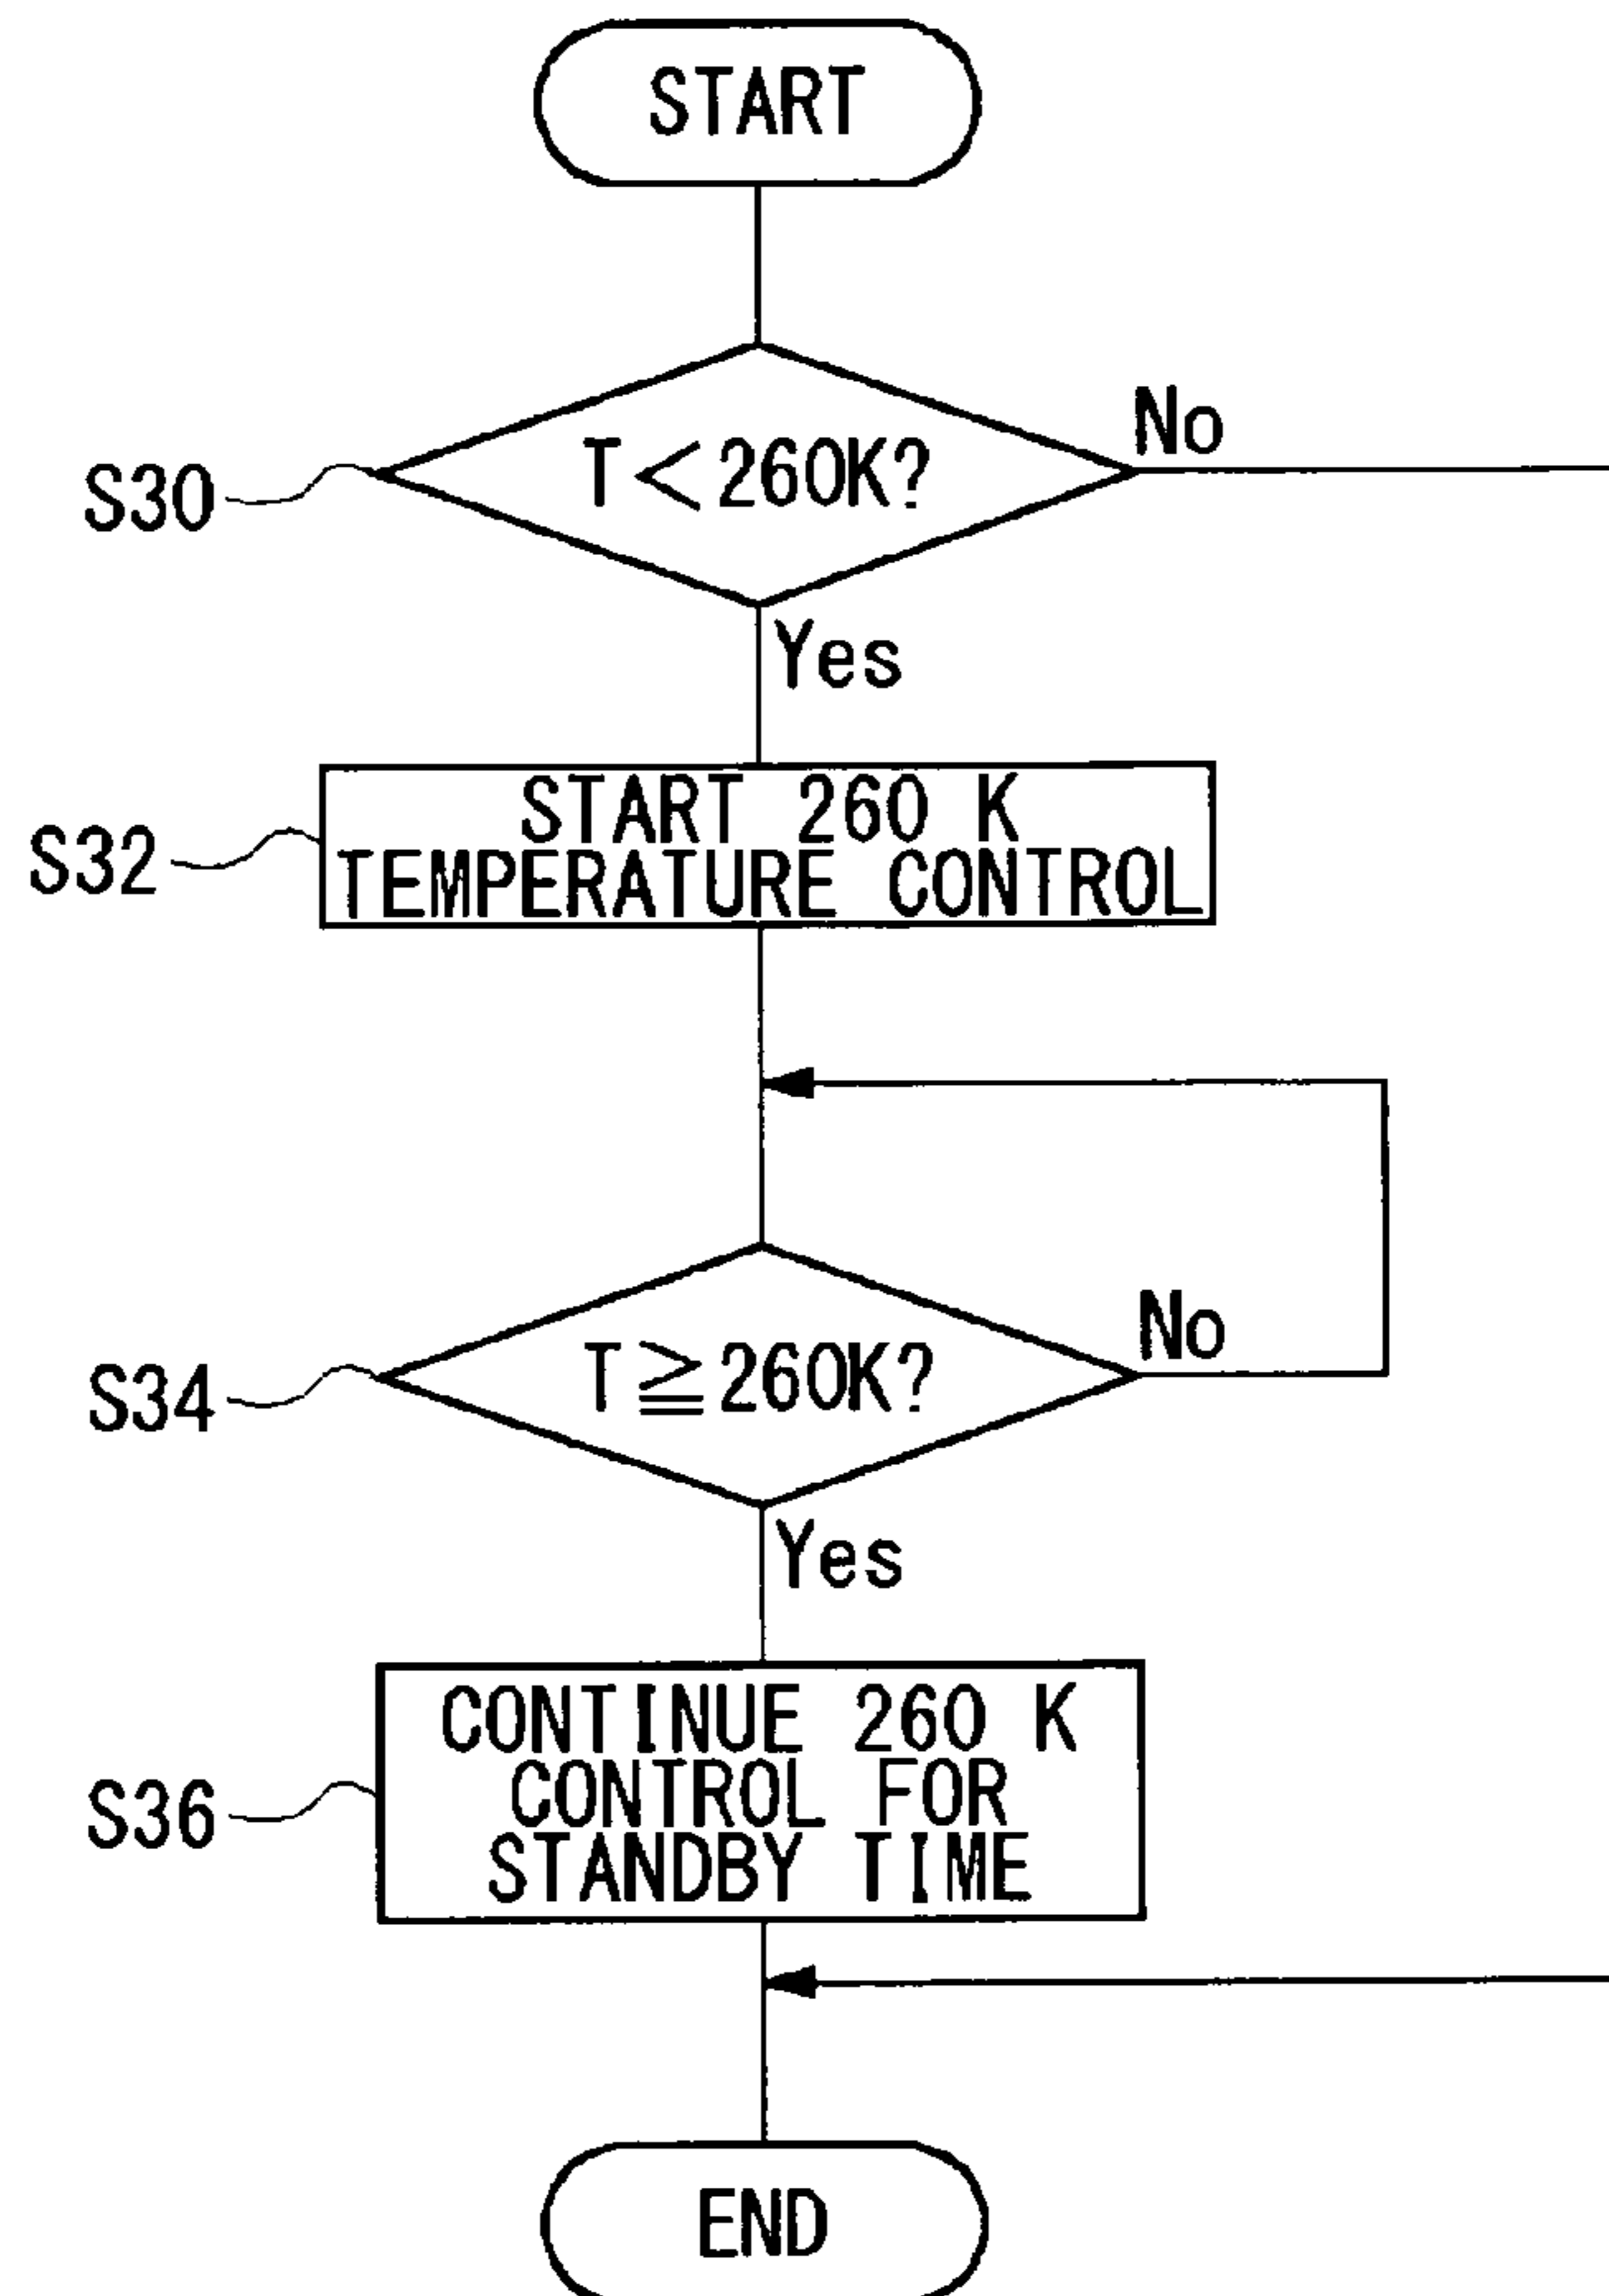 START
S30
T<260K?
No
Yes
S32
START 260 K
TEMPERATURE CONTROL
S34
T≧260K?
No
Yes
S36
CONTINUE 260 K
CONTROL FOR
STANDBY TIME
END